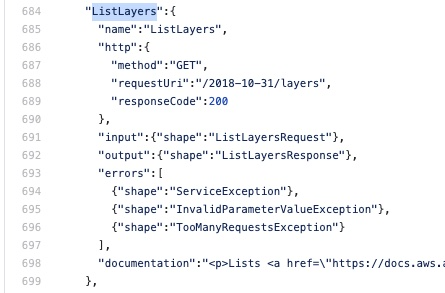 684 "ListLayers":{
685 "name":"ListLayers",
686 "http":{
687 "method":"GET",
688 "requestUri":"/2018-10-31/layers",
689 "responseCode":200
690 },
691 "input":{"shape":"ListLayersRequest"},
692 "output":{"shape":"ListLayersResponse"},
693 "errors":[
694 {"shape":"ServiceException"},
695 {"shape":"InvalidParameterValueException"},
696 {"shape":"TooManyRequestsException"}
697 ],
698 "documentation":"<p>Lists <a href=\"https://docs.aws.a
699 },